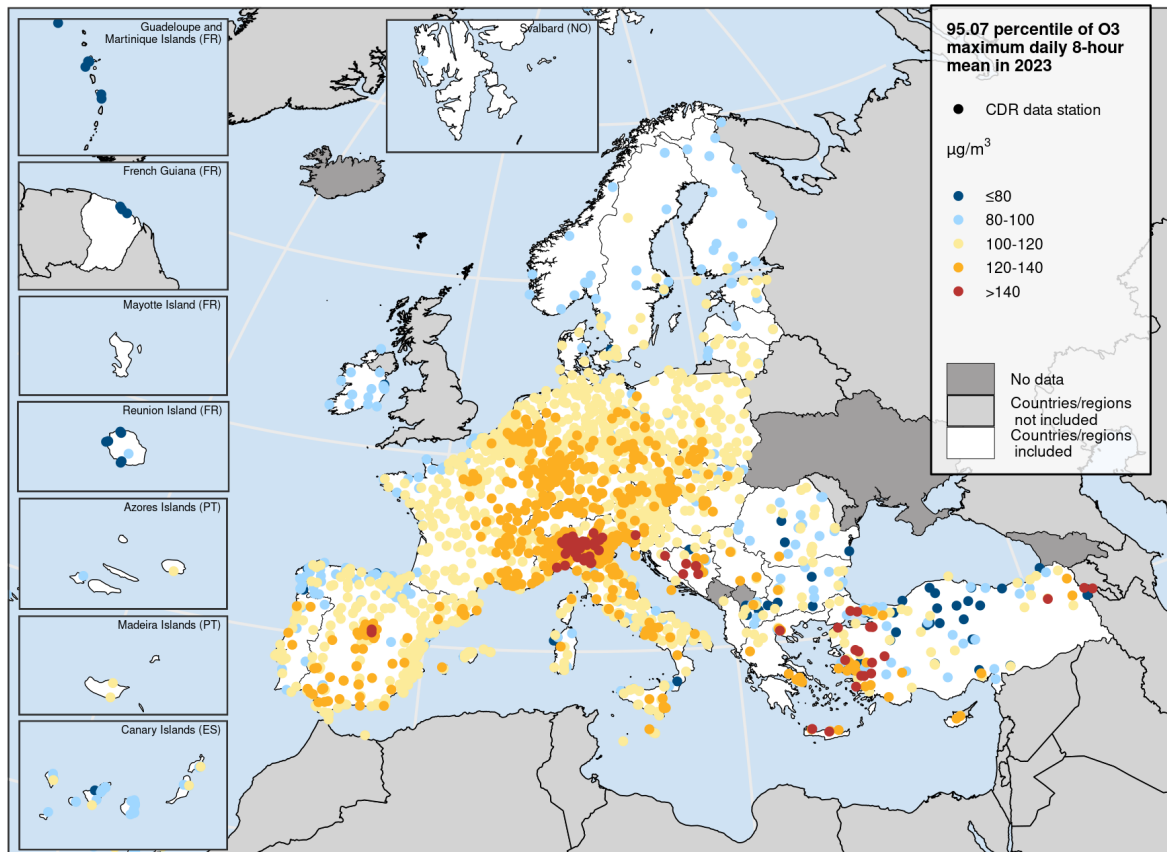 Guadeloupe and
Martinique Islands (FR)
Svalbard (NO)
French Guiana (FR)
Mayotte Island (FR)
Reunion Island (FR)
Azores Islands (PT)
Madeira Islands (PT)
Canary Islands (ES)
95.07 percentile of O3
maximum daily 8-hour
mean in 2023
CDR data station
µg/m³
≤80
80-100
100-120
120-140
>140
No data
Countries/regions
not included
Countries/regions
included